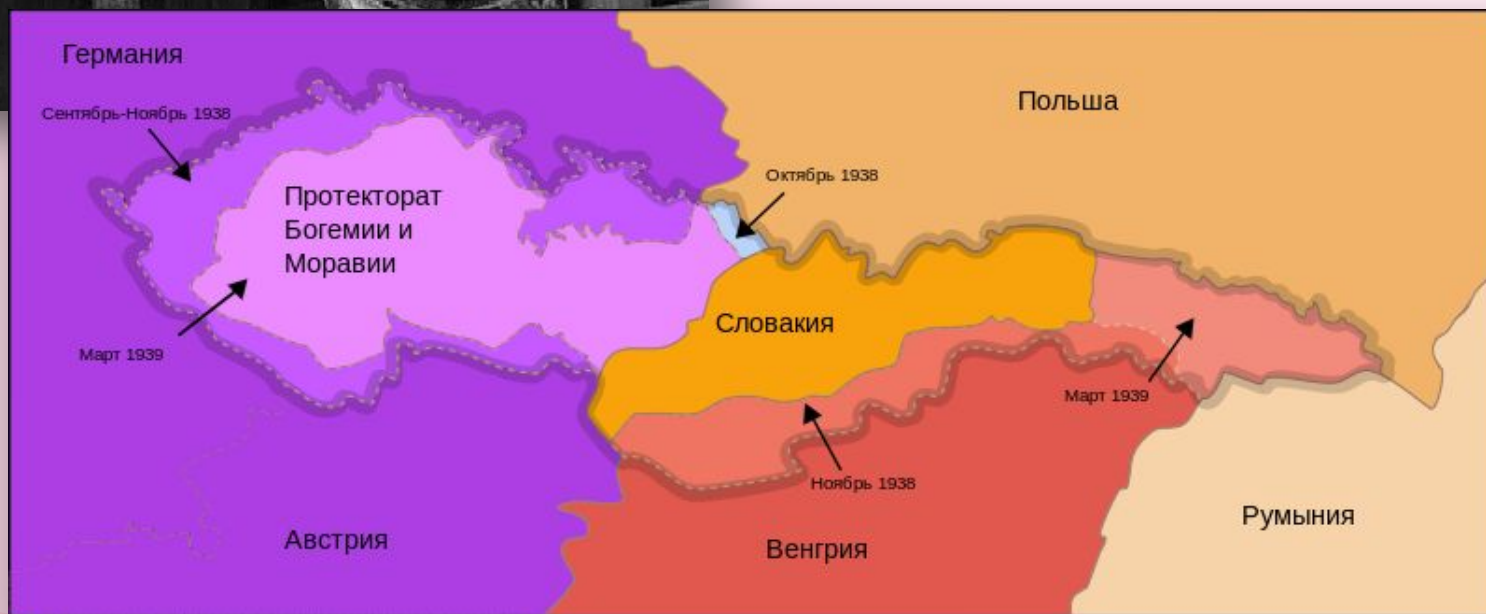 Германия
Сентябрь-Ноябрь 1938
Польша
Октябрь 1938
Протекторат
Богемии и
Моравии
Словакия
Март 1939
Март 1939
Ноябрь 1938
Румыния
Австрия
Венгрия